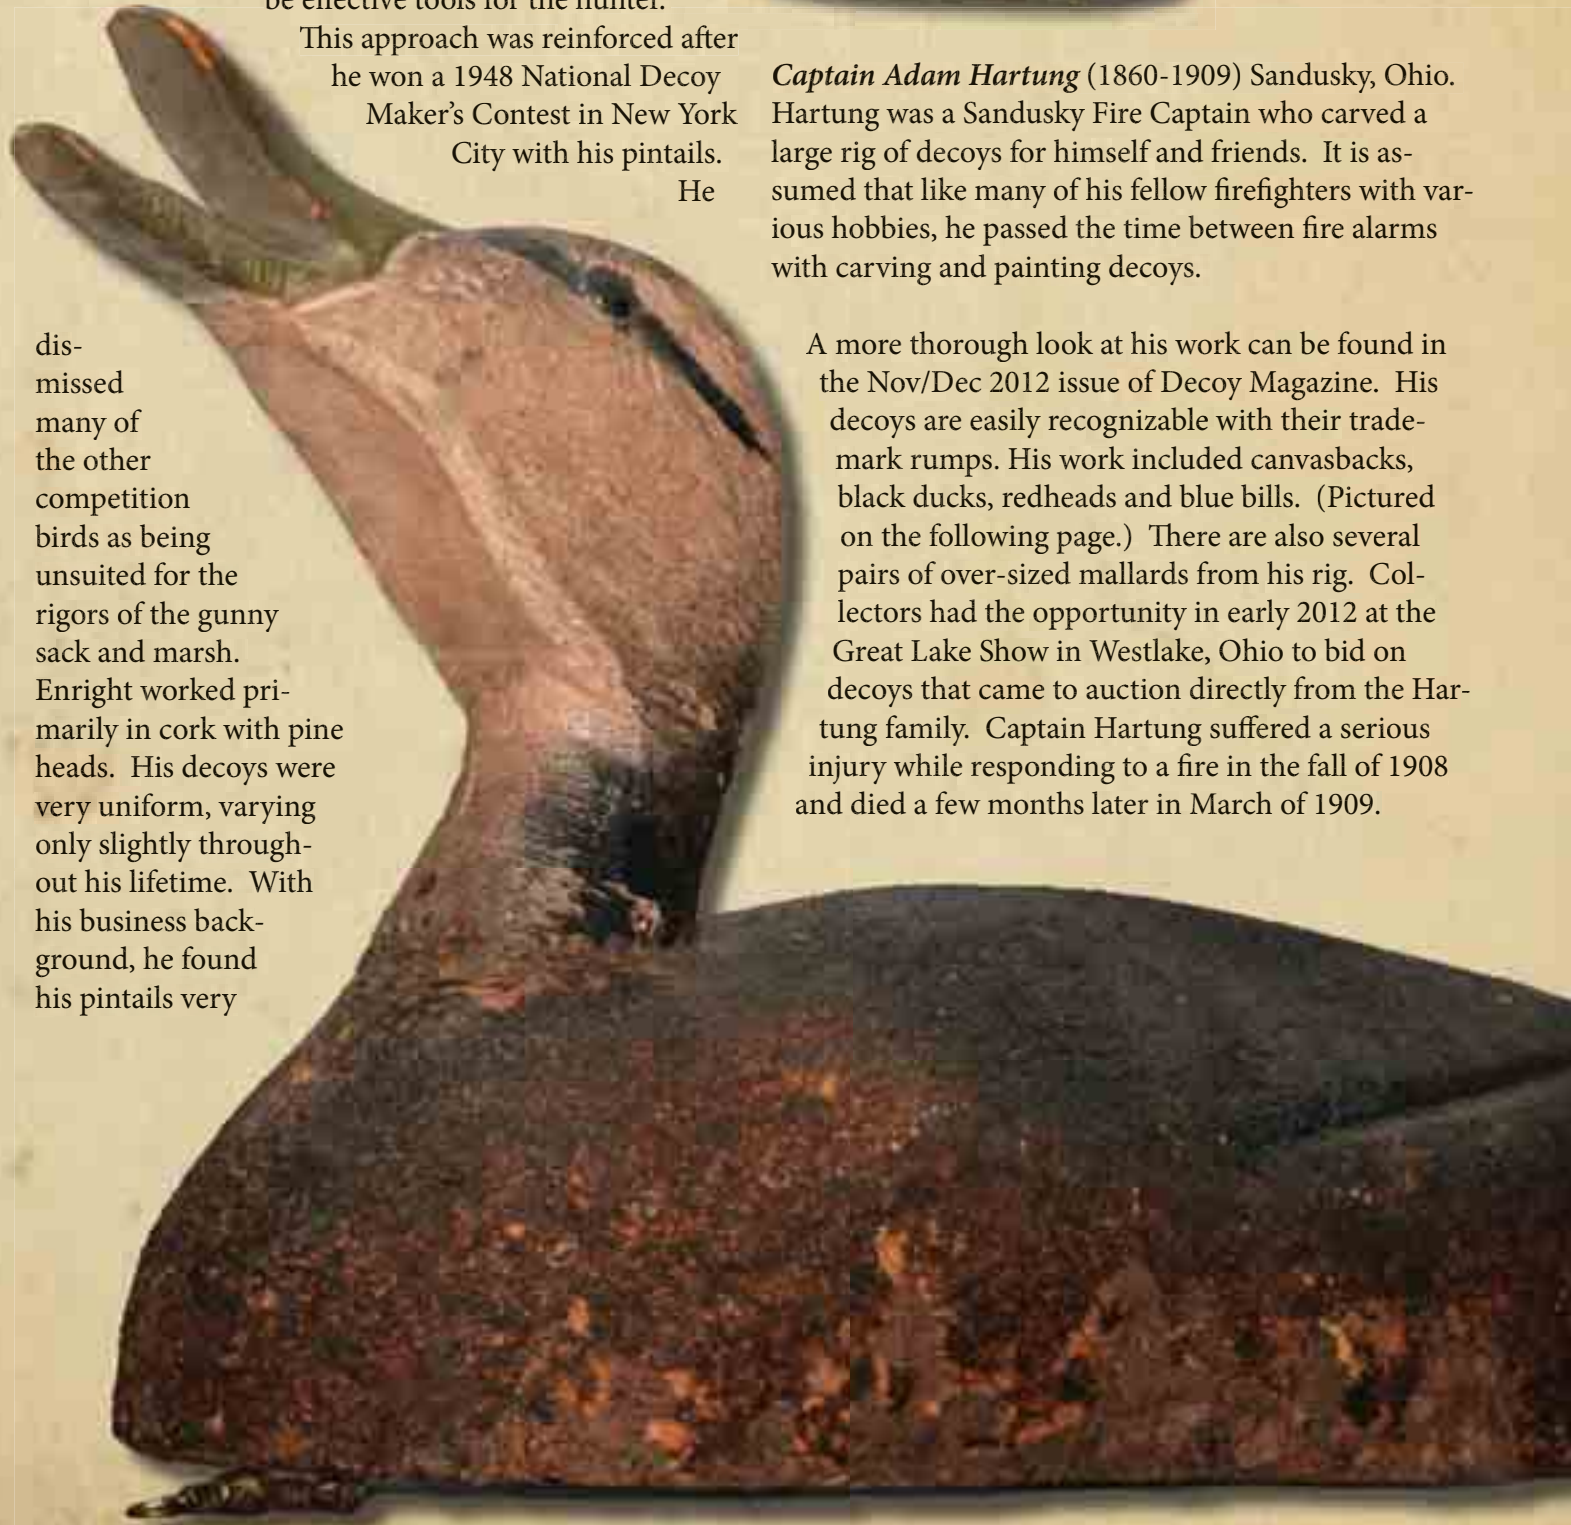 be effective tools for the hunter.
This approach was reinforced after
he won a 1948 National Decoy
Maker’s Contest in New York
City with his pintails.
He
dis-
missed
many of
the other
competition
birds as being
unsuited for the
rigors of the gunny
sack and marsh.
Enright worked pri-
marily in cork with pine
heads.  His decoys were
very uniform, varying
only slightly through-
out his lifetime.  With
his business back-
ground, he found
his pintails very
Captain Adam Hartung (1860-1909) Sandusky, Ohio.
Hartung was a Sandusky Fire Captain who carved a
large rig of decoys for himself and friends.  It is as-
sumed that like many of his fellow firefighters with var-
ious hobbies, he passed the time between fire alarms
with carving and painting decoys.
A more thorough look at his work can be found in
the Nov/Dec 2012 issue of Decoy Magazine.  His
decoys are easily recognizable with their trade-
mark rumps. His work included canvasbacks,
black ducks, redheads and blue bills.  (Pictured
on the following page.)  There are also several
pairs of over-sized mallards from his rig.  Col-
lectors had the opportunity in early 2012 at the
Great Lake Show in Westlake, Ohio to bid on
decoys that came to auction directly from the Har-
tung family.  Captain Hartung suffered a serious
injury while responding to a fire in the fall of 1908
and died a few months later in March of 1909.